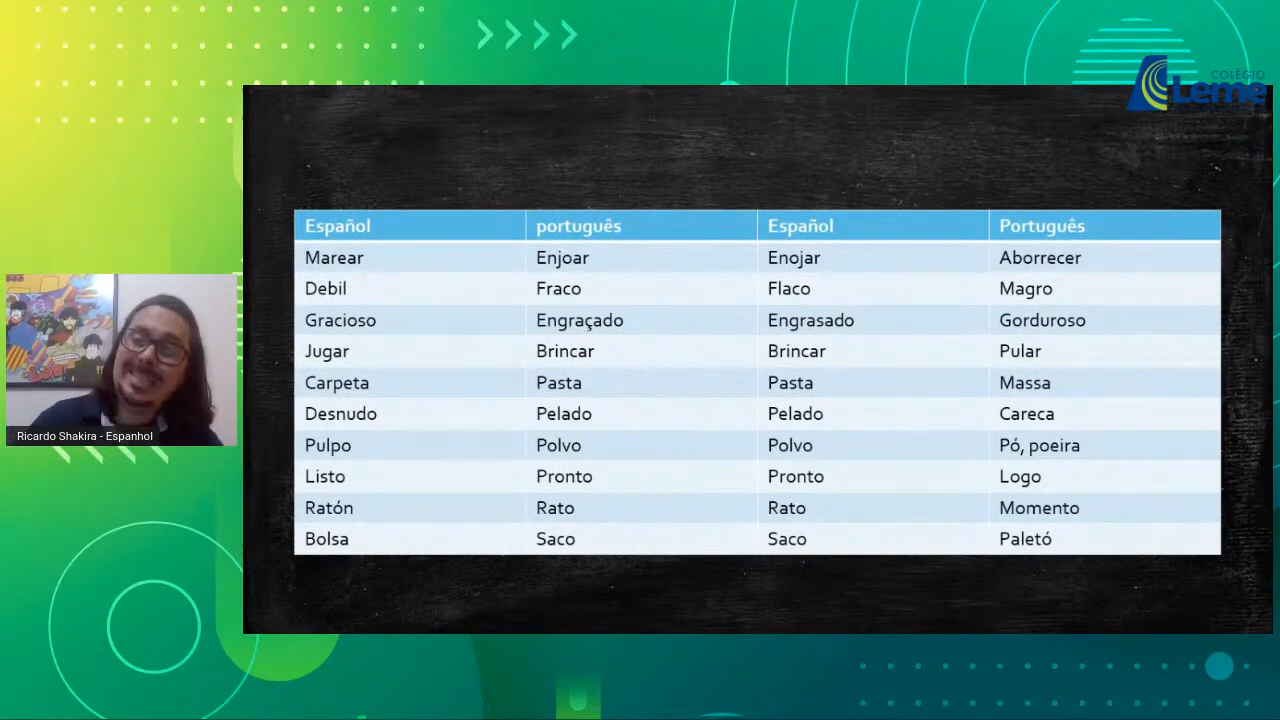 COLÉGIO
Leme
Español português Español Português
Marear Enjoar Enojar Aborrecer
Debil Fraco Flaco Magro
Gracioso Engraçado Engrasado Gorduroso
Jugar Brincar Brincar Pular
Carpeta Pasta Pasta Massa
Desnudo Pelado Pelado Careca
Pulpo Polvo Polvo Pó, poeira
Listo Pronto Pronto Logo
Ratón Rato Rato Momento
Bolsa Saco Saco Paletó
Ricardo Shakira - Espanhol